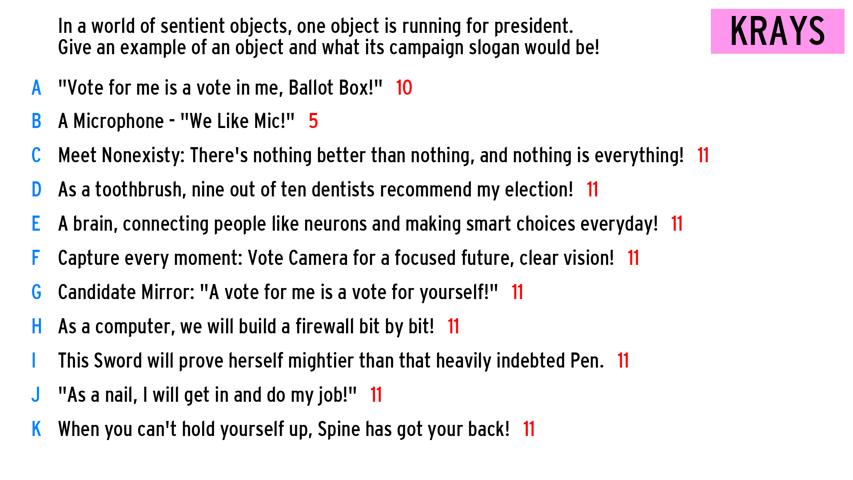 In a world of sentient objects, one object is running for president.
Give an example of an object and what its campaign slogan would be!
KRAYS
A "Vote for me is a vote in me, Ballot Box!" 10
B A Microphone - "We Like Mic!" 5
C Meet Nonexisty: There's nothing better than nothing, and nothing is everything! 11
D As a toothbrush, nine out of ten dentists recommend my election! 11
E A brain, connecting people like neurons and making smart choices everyday! 11
F Capture every moment: Vote Camera for a focused future, clear vision! 11
G Candidate Mirror: "A vote for me is a vote for yourself!" 11
H As a computer, we will build a firewall bit by bit! 11
I This Sword will prove herself mightier than that heavily indebted Pen. 11
J "As a nail, I will get in and do my job!" 11
K When you can't hold yourself up, Spine has got your back! 11